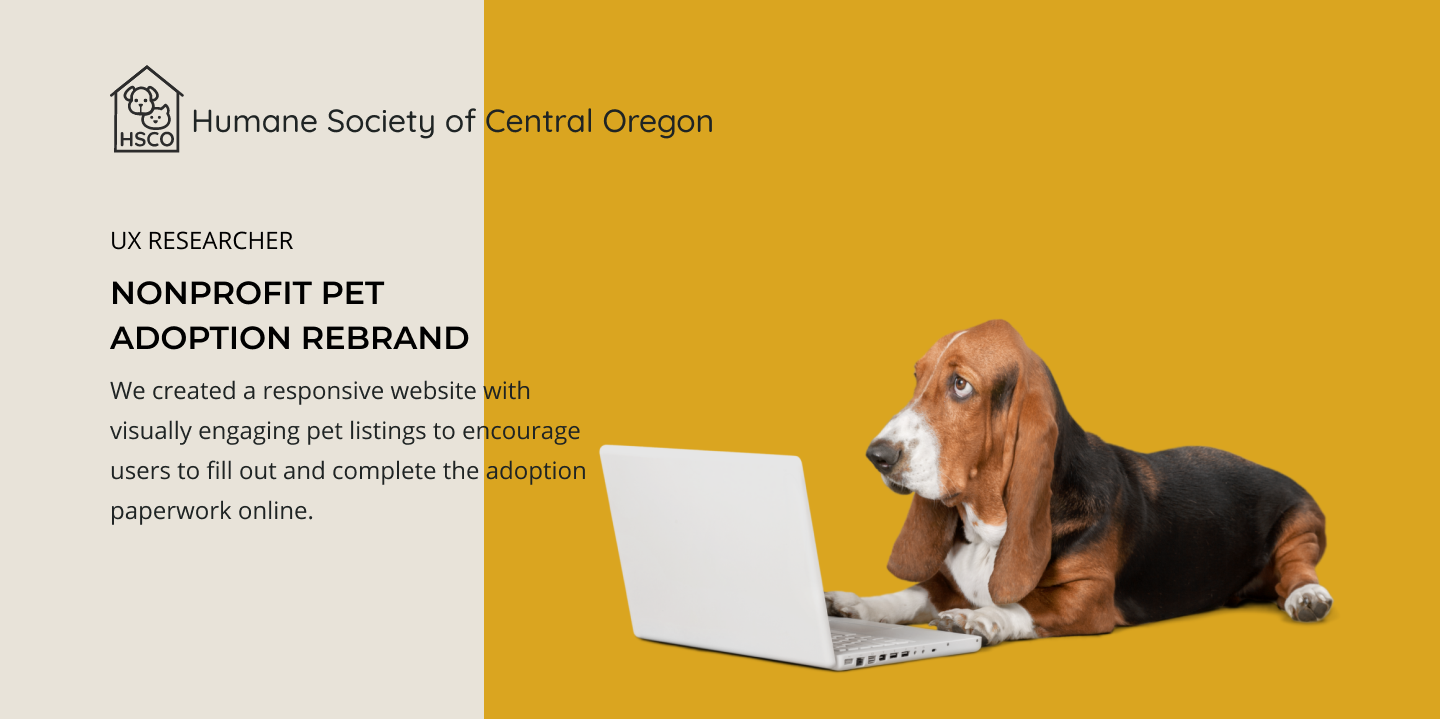 HSCO
Humane Society of Central Oregon
UX RESEARCHER
NONPROFIT PET
ADOPTION REBRAND
We created a responsive website with
visually engaging pet listings to encourage
users to fill out and complete the adoption
paperwork online.